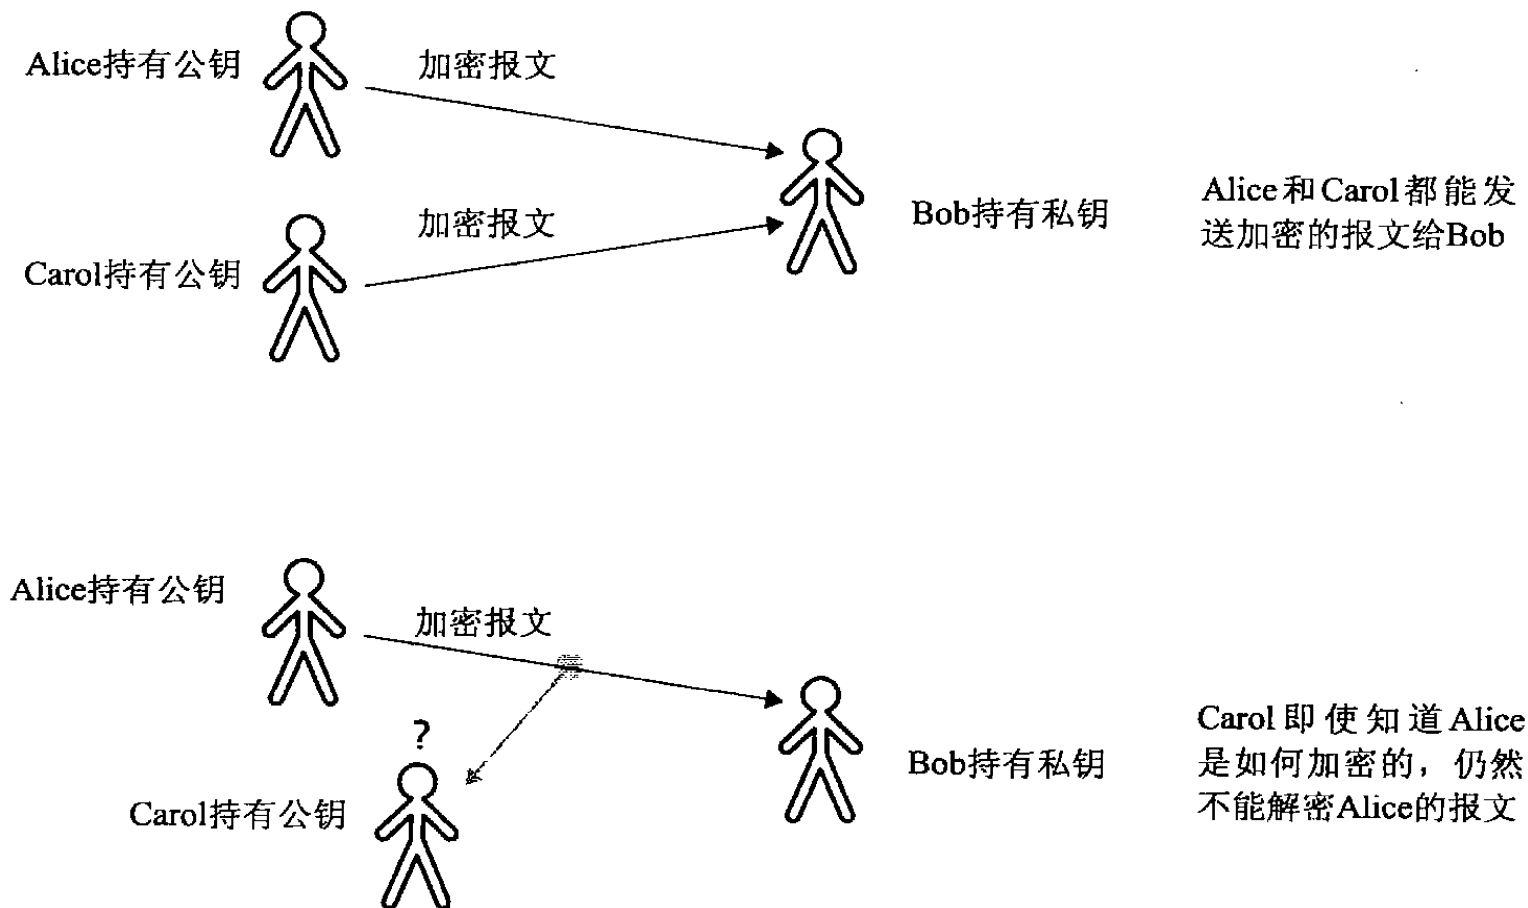 Alice持有公钥
加密报文
Carol持有公钥
加密报文
Bob持有私钥
Alice和Carol都能发
送加密的报文给Bob
Alice持有公钥
加密报文
?
Carol持有公钥
Bob持有私钥
Carol即使知道Alice
是如何加密的，仍然
不能解密Alice的报文